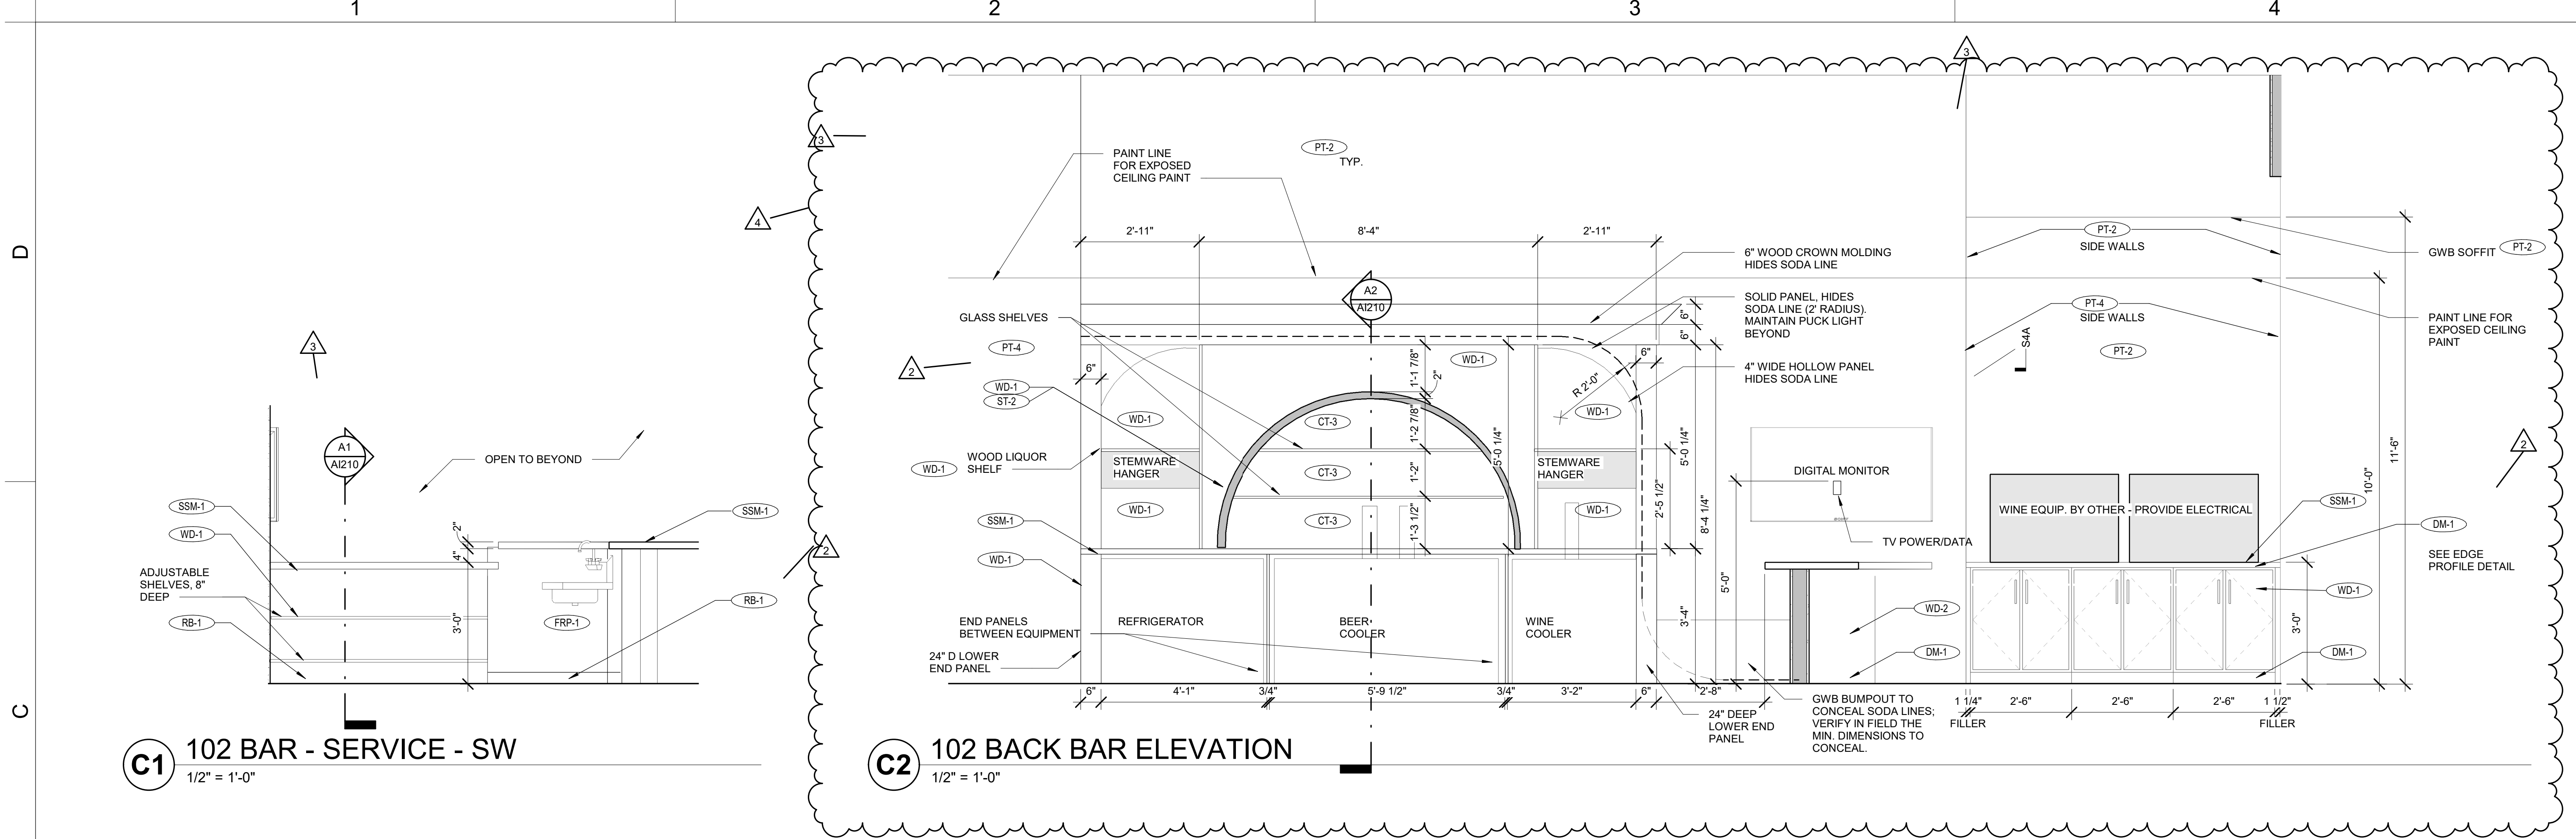 1
2
3
4
D
C
3
A1
AI210
OPEN TO BEYOND
SSM-1
WD-1
ADJUSTABLE
SHELVES, 8"
DEEP
RB-1
2"
4"
3'-0"
FRP-1
SSM-1
RB-1
C1
102 BAR - SERVICE - SW
1/2" = 1'-0"
3
4
2
2
3
2
PAINT LINE
FOR EXPOSED
CEILING PAINT
PT-2
TYP.
2'-11"
8'-4"
2'-11"
A2
AI210
GLASS SHELVES
PT-4
WD-1
ST-2
6"
WD-1
WOOD LIQUOR
SHELF
WD-1
STEMWARE
HANGER
WD-1
SSM-1
WD-1
CT-3
CT-3
CT-3
1'-1 7/8"
2"
1'-2 7/8"
1'-2"
1'-3 1/2"
5'-0 1/4"
WD-1
R 2'-0"
WD-1
STEMWARE
HANGER
WD-1
6"
6"
6"
5'-0 1/4"
2'-5 1/2"
8'-4 1/4"
3'-4"
5'-0"
6" WOOD CROWN MOLDING
HIDES SODA LINE
SOLID PANEL, HIDES
SODA LINE (2' RADIUS).
MAINTAIN PUCK LIGHT
BEYOND
4" WIDE HOLLOW PANEL
HIDES SODA LINE
DIGITAL MONITOR
TV POWER/DATA
END PANELS
BETWEEN EQUIPMENT
24" D LOWER
END PANEL
REFRIGERATOR
BEER
COOLER
WINE
COOLER
6"
4'-1"
3/4"
5'-9 1/2"
3/4"
3'-2"
6"
2'-8"
24" DEEP
LOWER END
PANEL
GWB BUMPOUT TO
CONCEAL SODA LINES;
VERIFY IN FIELD THE
MIN. DIMENSIONS TO
CONCEAL.
WD-2
DM-1
PT-2
SIDE WALLS
PT-4
SIDE WALLS
S4A
PT-2
WINE EQUIP. BY OTHER - PROVIDE ELECTRICAL
GWB SOFFIT
PT-2
PAINT LINE FOR
EXPOSED CEILING
PAINT
11'-6"
10'-0"
SSM-1
DM-1
SEE EDGE
PROFILE DETAIL
WD-1
3'-0"
DM-1
1 1/4"
FILLER
2'-6"
2'-6"
2'-6"
1 1/2"
FILLER
C2
102 BACK BAR ELEVATION
1/2" = 1'-0"